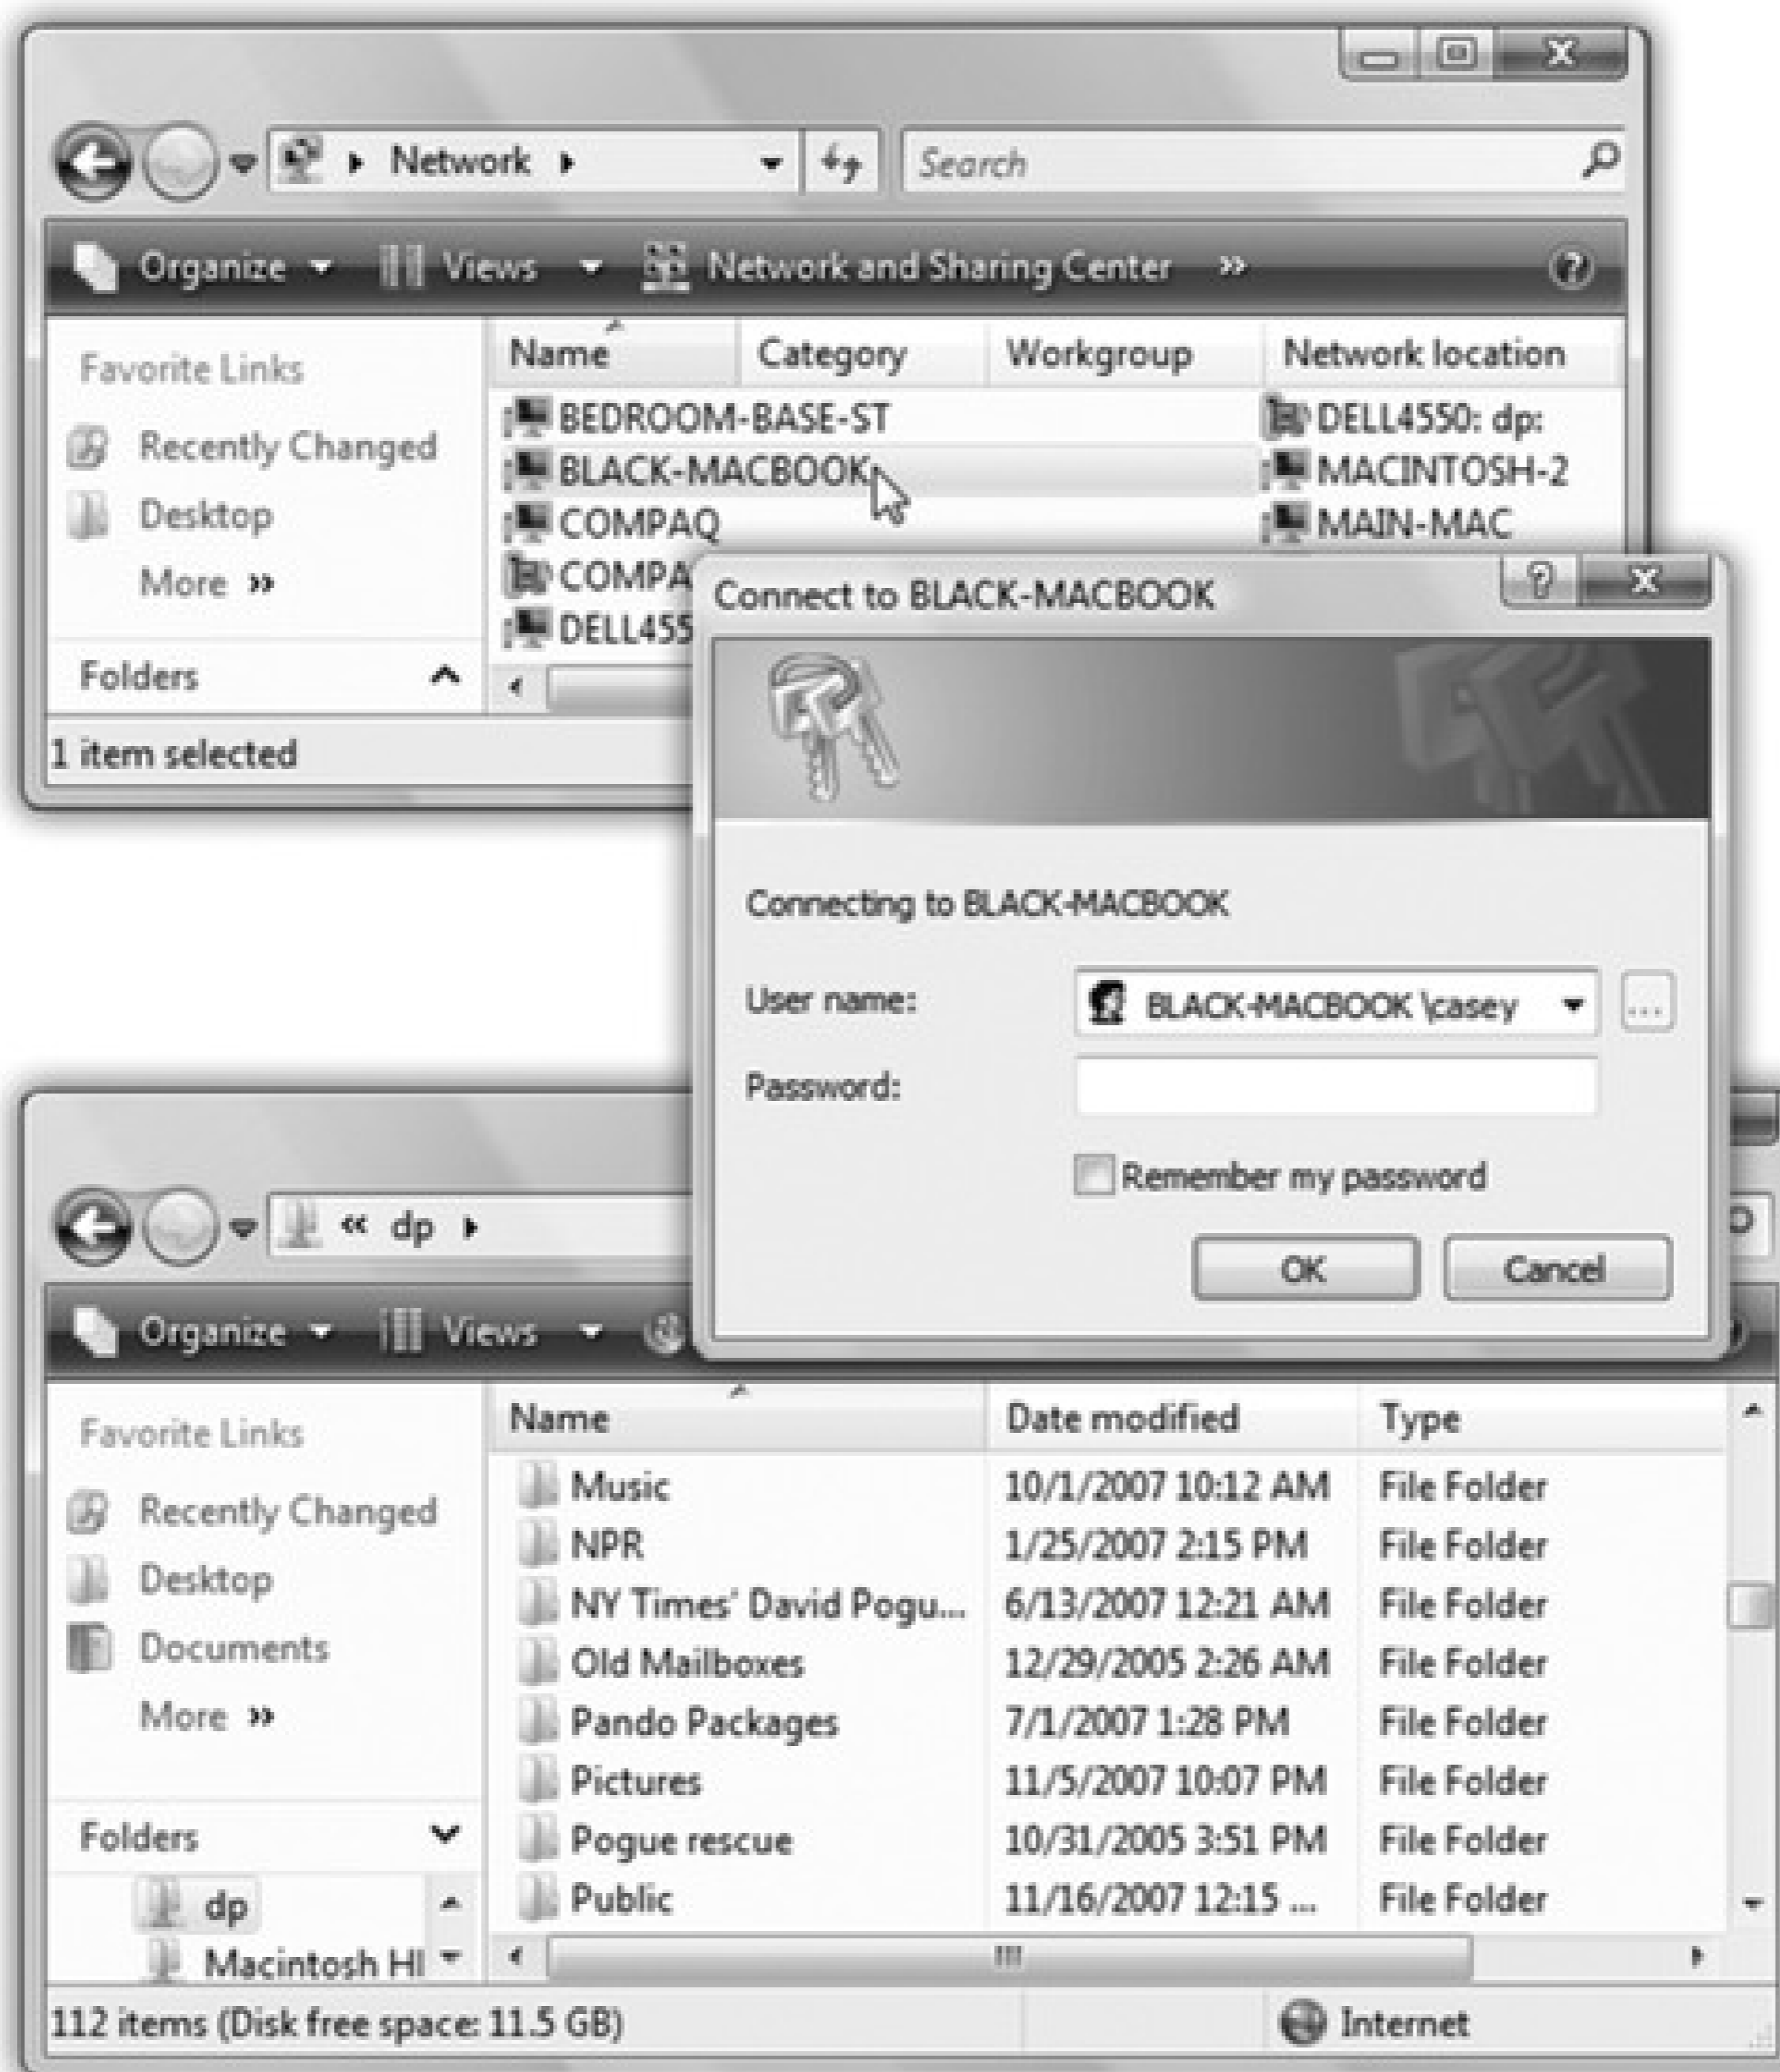 Network
Search
Organize Views Network and Sharing Center »
Favorite Links
Recently Changed
Desktop
More »
Folders
Name Category Workgroup Network location
BEDROOM-BASE-ST DELL4550: dp:
BLACK-MACBOOK MACINTOSH-2
COMPAQ MAIN-MAC
COMPA
DELL455
1 item selected
Connect to BLACK-MACBOOK
Connecting to BLACK-MACBOOK
User name: BLACK-MACBOOK \casey ...
Password:
Remember my password
OK Cancel
« dp
Organize Views
Favorite Links
Recently Changed
Desktop
Documents
More »
Folders
dp
Macintosh H
Name Date modified Type
Music 10/1/2007 10:12 AM File Folder
NPR 1/25/2007 2:15 PM File Folder
NY Times' David Pogu... 6/13/2007 12:21 AM File Folder
Old Mailboxes 12/29/2005 2:26 AM File Folder
Pando Packages 7/1/2007 1:28 PM File Folder
Pictures 11/5/2007 10:07 PM File Folder
Pogue rescue 10/31/2005 3:51 PM File Folder
Public 11/16/2007 12:15 ... File Folder
112 items (Disk free space: 11.5 GB) Internet